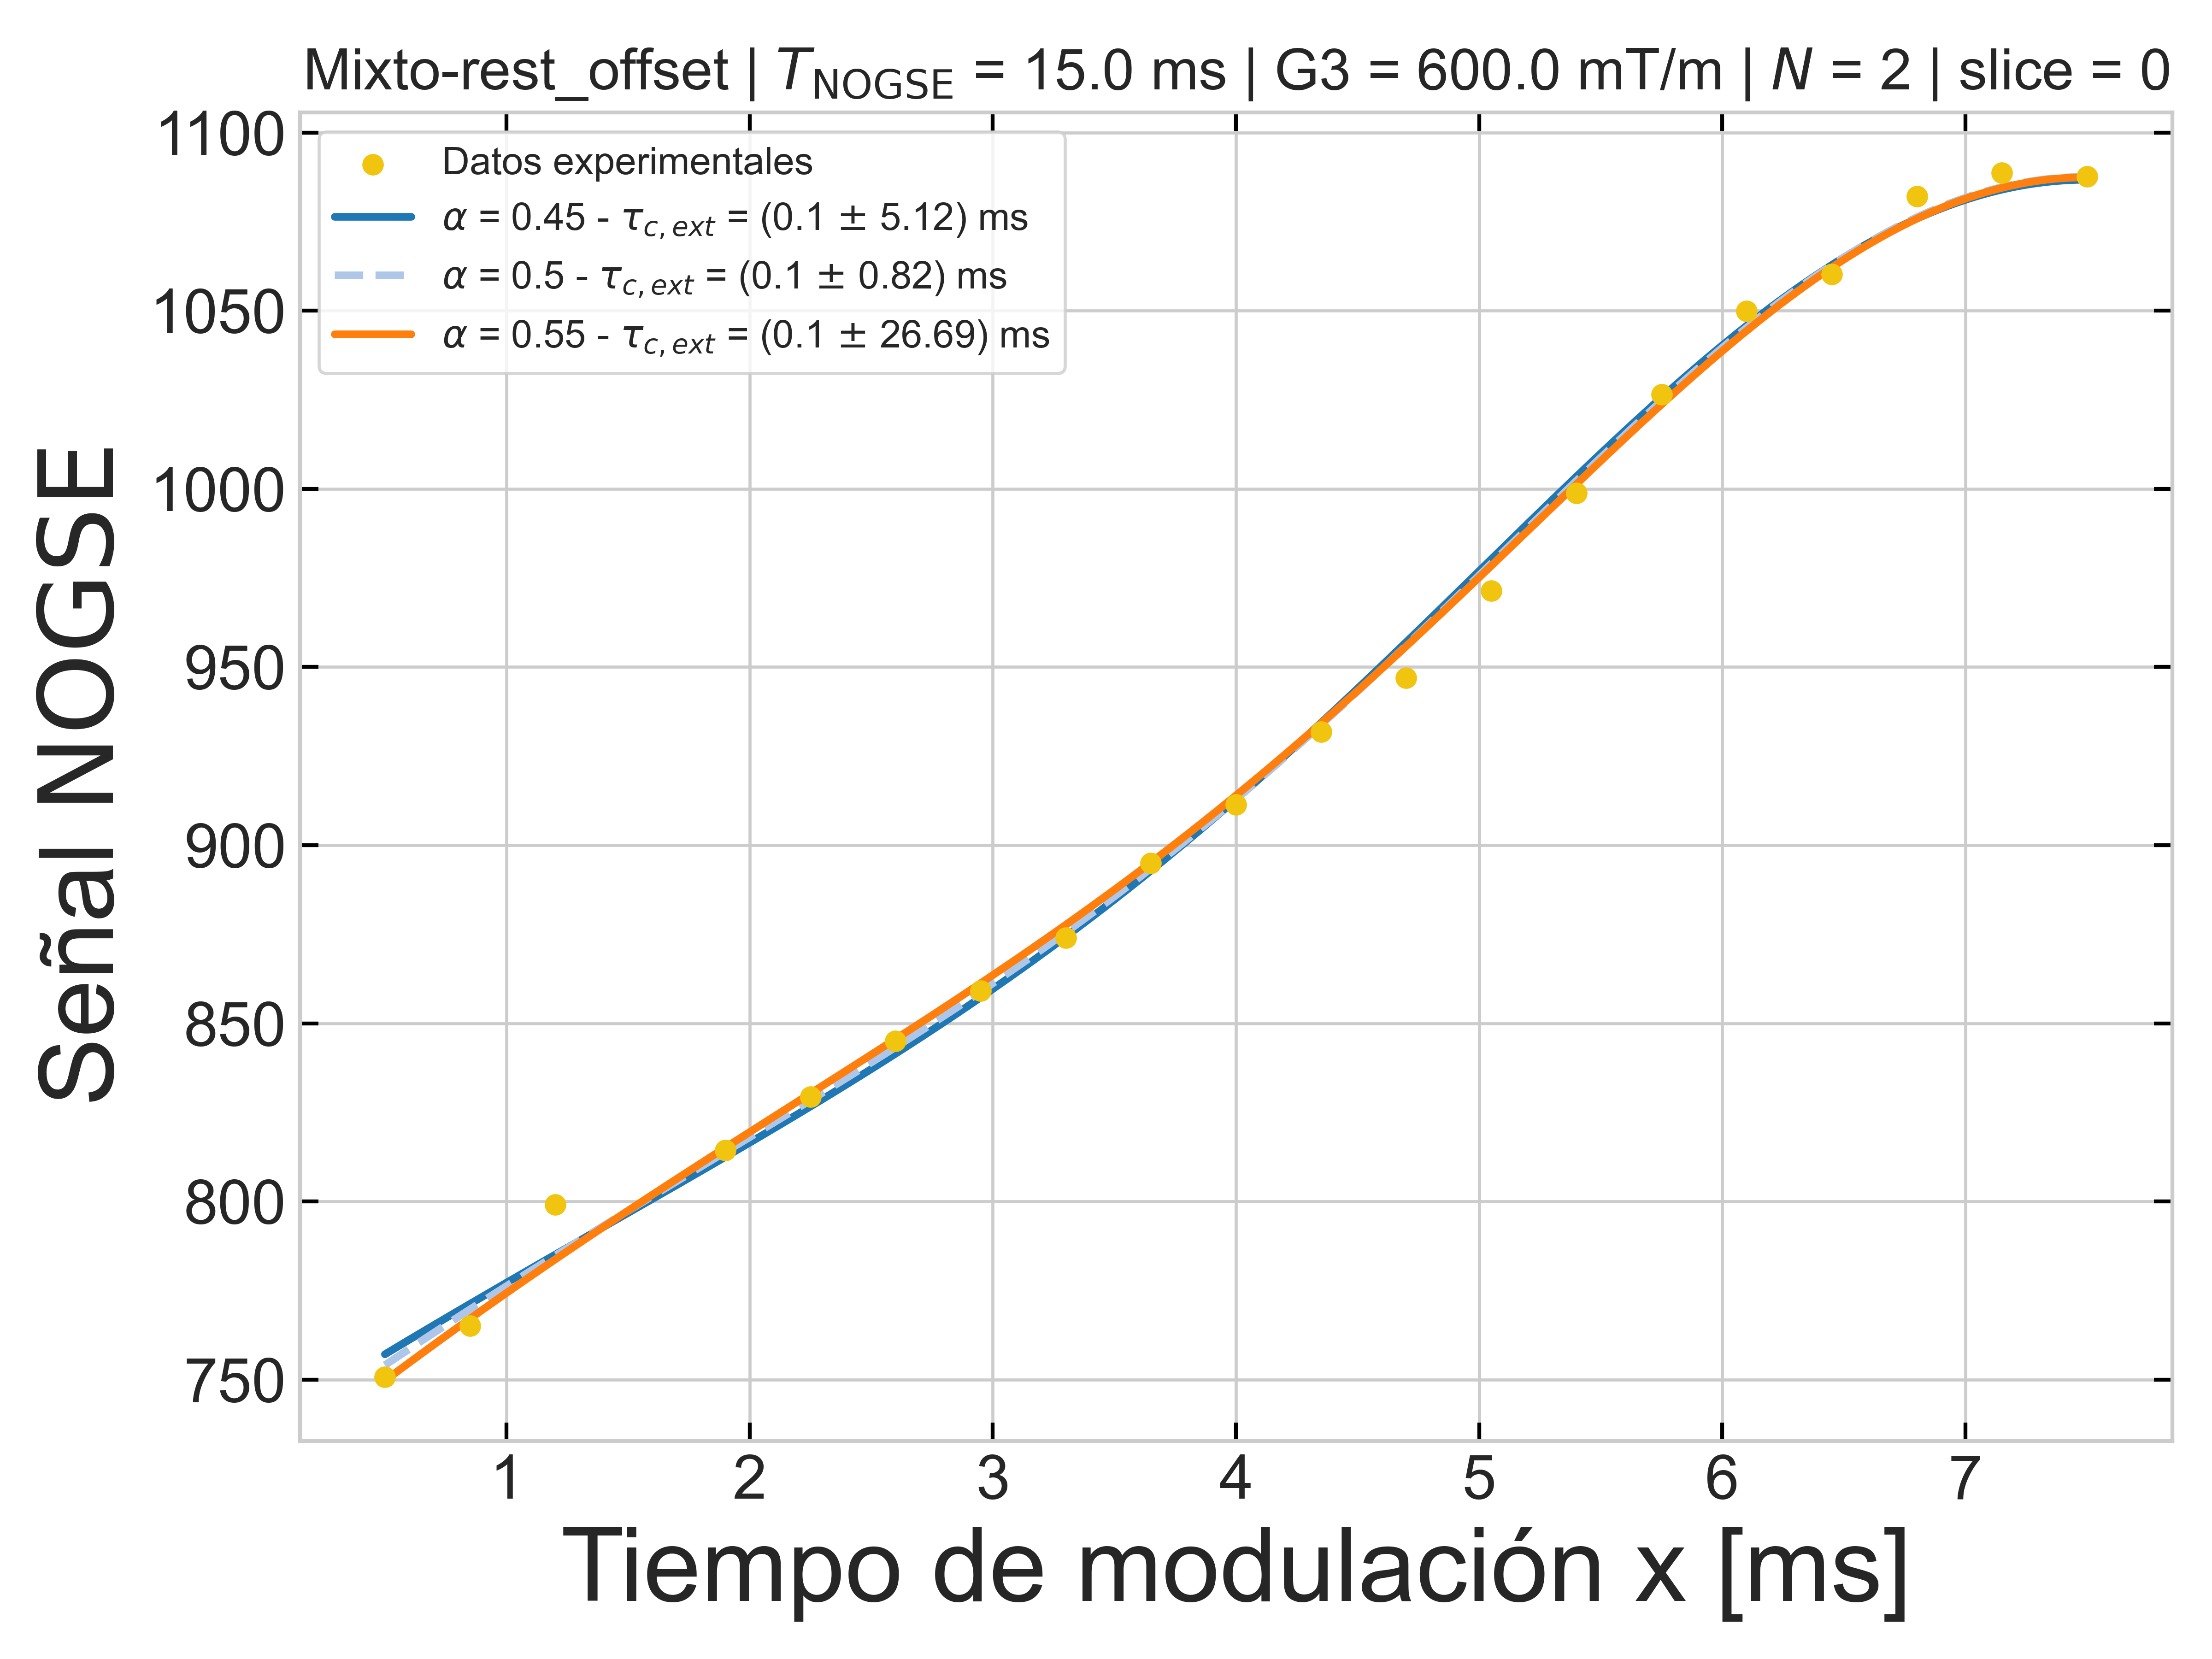 Mixto-rest_offset | T_NOGSE = 15.0 ms | G3 = 600.0 mT/m | N = 2 | slice = 0
Datos experimentales
α = 0.45 - τ_c,ext = (0.1 ± 5.12) ms
α = 0.5 - τ_c,ext = (0.1 ± 0.82) ms
α = 0.55 - τ_c,ext = (0.1 ± 26.69) ms
Señal NOGSE
1100
1050
1000
950
900
850
800
750
1 2 3 4 5 6 7
Tiempo de modulación x [ms]